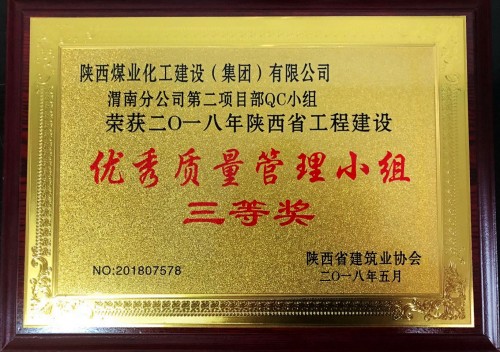 陕西煤业化工建设（集团）有限公司
渭南分公司第二项目部QC小组
荣获二O一八年陕西省工程建设
优秀质量管理小组
三等奖
陕西省建筑业协会
NO:201807578
二O一八年五月